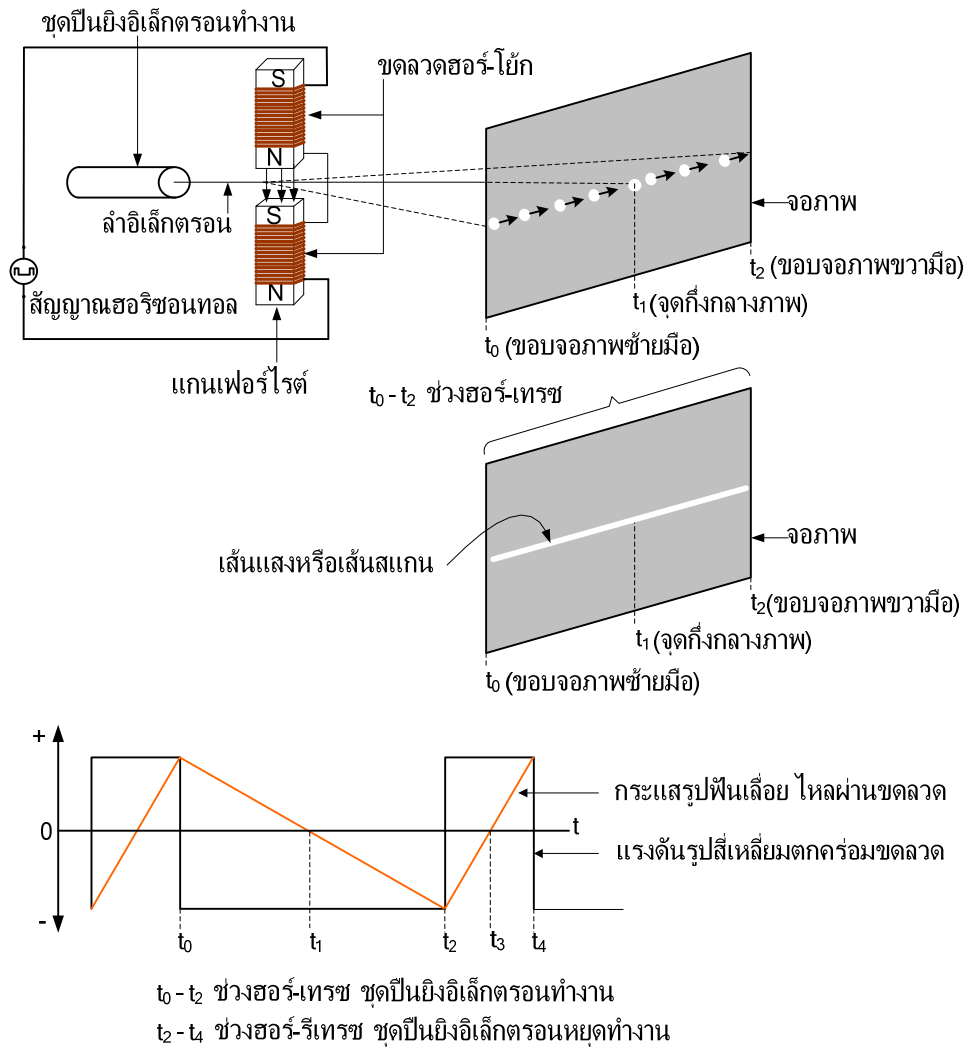 ชุดปืนยิงอิเล็กตรอนทำงาน
S
ขดลวดฮอร์-โย้ก
N
ลำอิเล็กตรอน
S
จอภาพ
N
สัญญาณฮอริซอนทอล
t2 (ขอบจอภาพขวามือ)
t1 (จุดกึ่งกลางภาพ)
t0 (ขอบจอภาพซ้ายมือ)
แกนเฟอร์ไรต์
t0 - t2 ช่วงฮอร์-เทรซ
จอภาพ
เส้นแสงหรือเส้นสแกน
t2 (ขอบจอภาพขวามือ)
t1 (จุดกึ่งกลางภาพ)
t0 (ขอบจอภาพซ้ายมือ)
+
กระแสรูปฟันเลื่อย ไหลผ่านขดลวด
0
t
แรงดันรูปสี่เหลี่ยมตกคร่อมขดลวด
-
t0 t1 t2 t3 t4
t0 - t2 ช่วงฮอร์-เทรซ ชุดปืนยิงอิเล็กตรอนทำงาน
t2 - t4 ช่วงฮอร์-รีเทรซ ชุดปืนยิงอิเล็กตรอนหยุดทำงาน